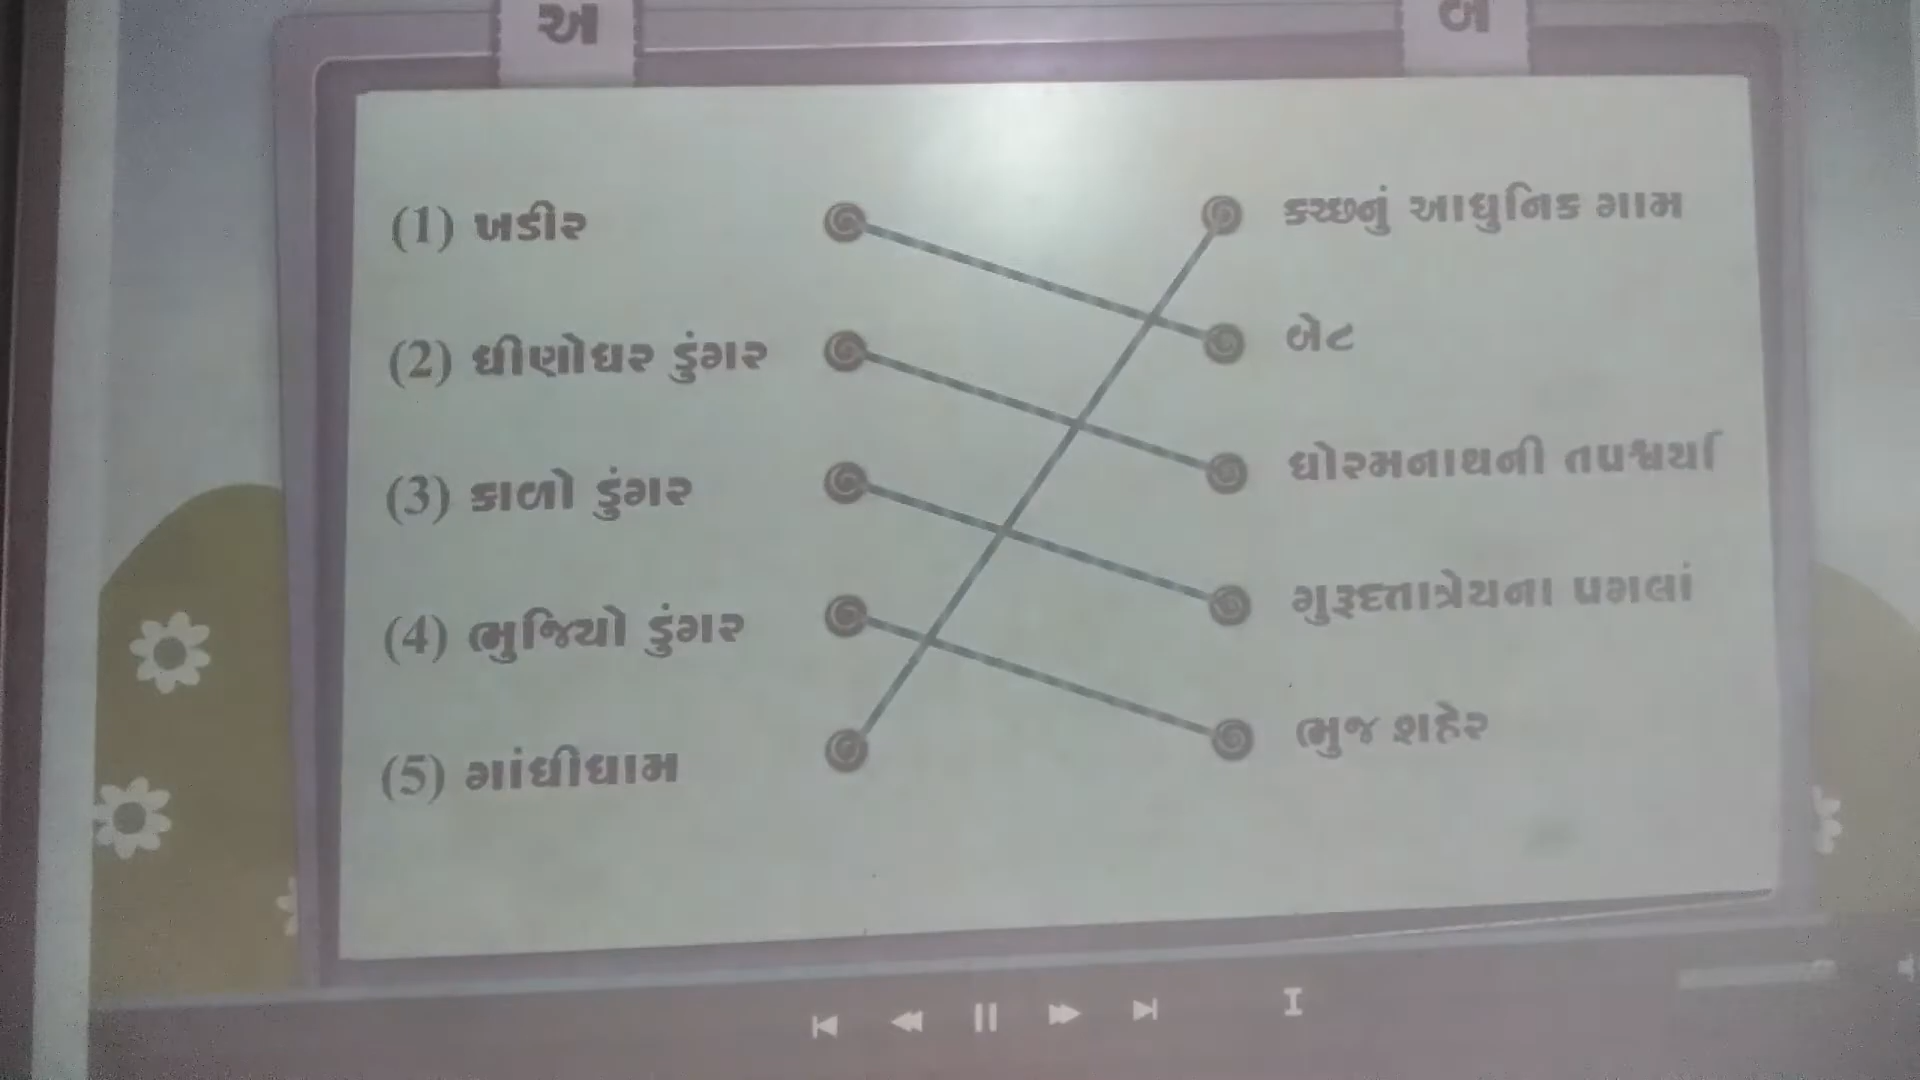 અ
બ
(1) ખડીર
કચ્છનું આધુનિક ગામ
(2) ધીણોધર ડુંગર
બેટ
(3) કાળો ડુંગર
ધોરમનાથની તપશ્ચર્યા
(4) ભુજિયો ડુંગર
ગુરૂદત્તાત્રેયના પગલાં
(5) ગાંધીધામ
ભુજ શહેર